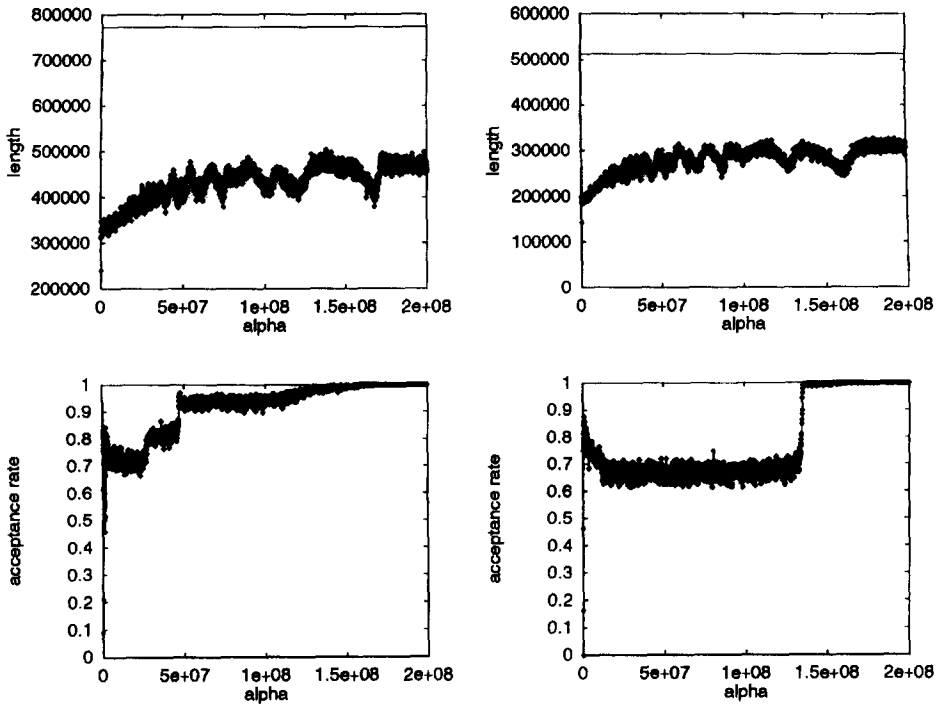 800000
700000
600000
500000
400000
300000
200000
length
0
5e+07
1e+08
1.5e+08
2e+08
alpha
600000
500000
400000
300000
200000
100000
0
length
0
5e+07
1e+08
1.5e+08
2e+08
alpha
1
0.9
0.8
0.7
0.6
0.5
0.4
0.3
0.2
0.1
0
acceptance rate
0
5e+07
1e+08
1.5e+08
2e+08
alpha
1
0.9
0.8
0.7
0.6
0.5
0.4
0.3
0.2
0.1
0
acceptance rate
0
5e+07
1e+08
1.5e+08
2e+08
alpha